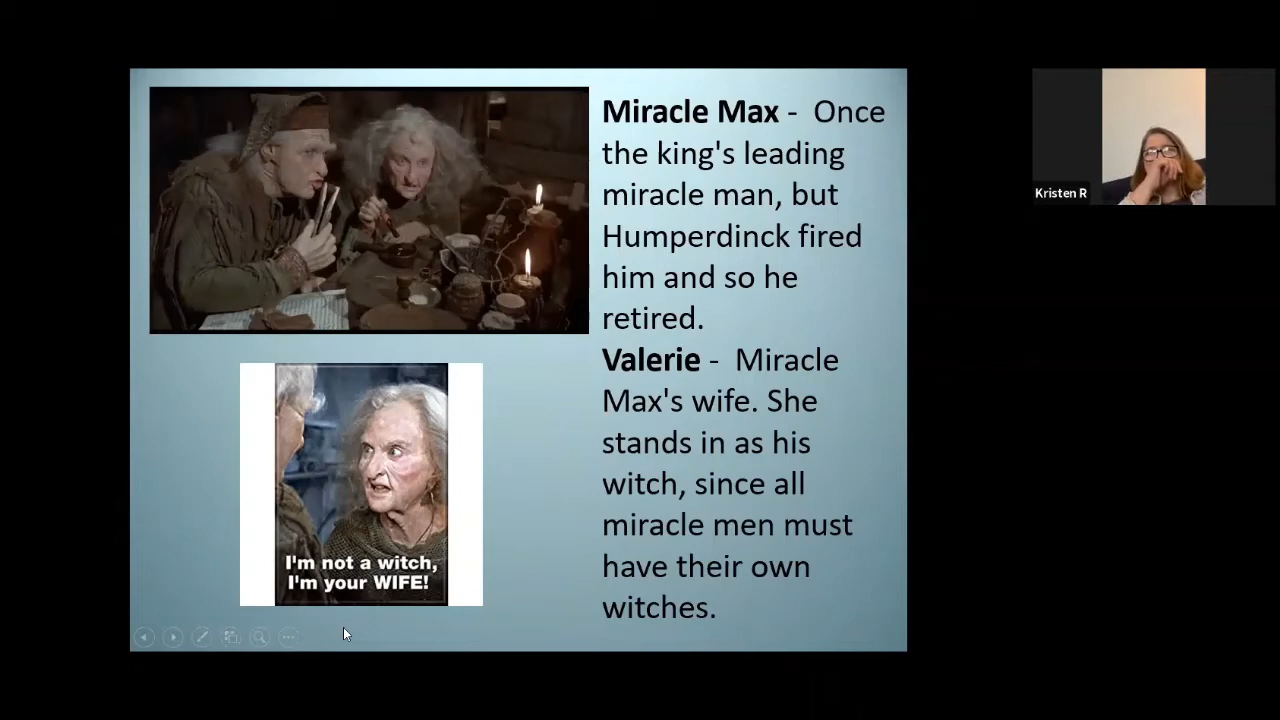 Miracle Max - Once
the king's leading
miracle man, but
Humperdinck fired
him and so he
retired.
Valerie - Miracle
Max's wife. She
stands in as his
witch, since all
miracle men must
have their own
witches.
I'm not a witch,
I'm your WIFE!
Kristen R